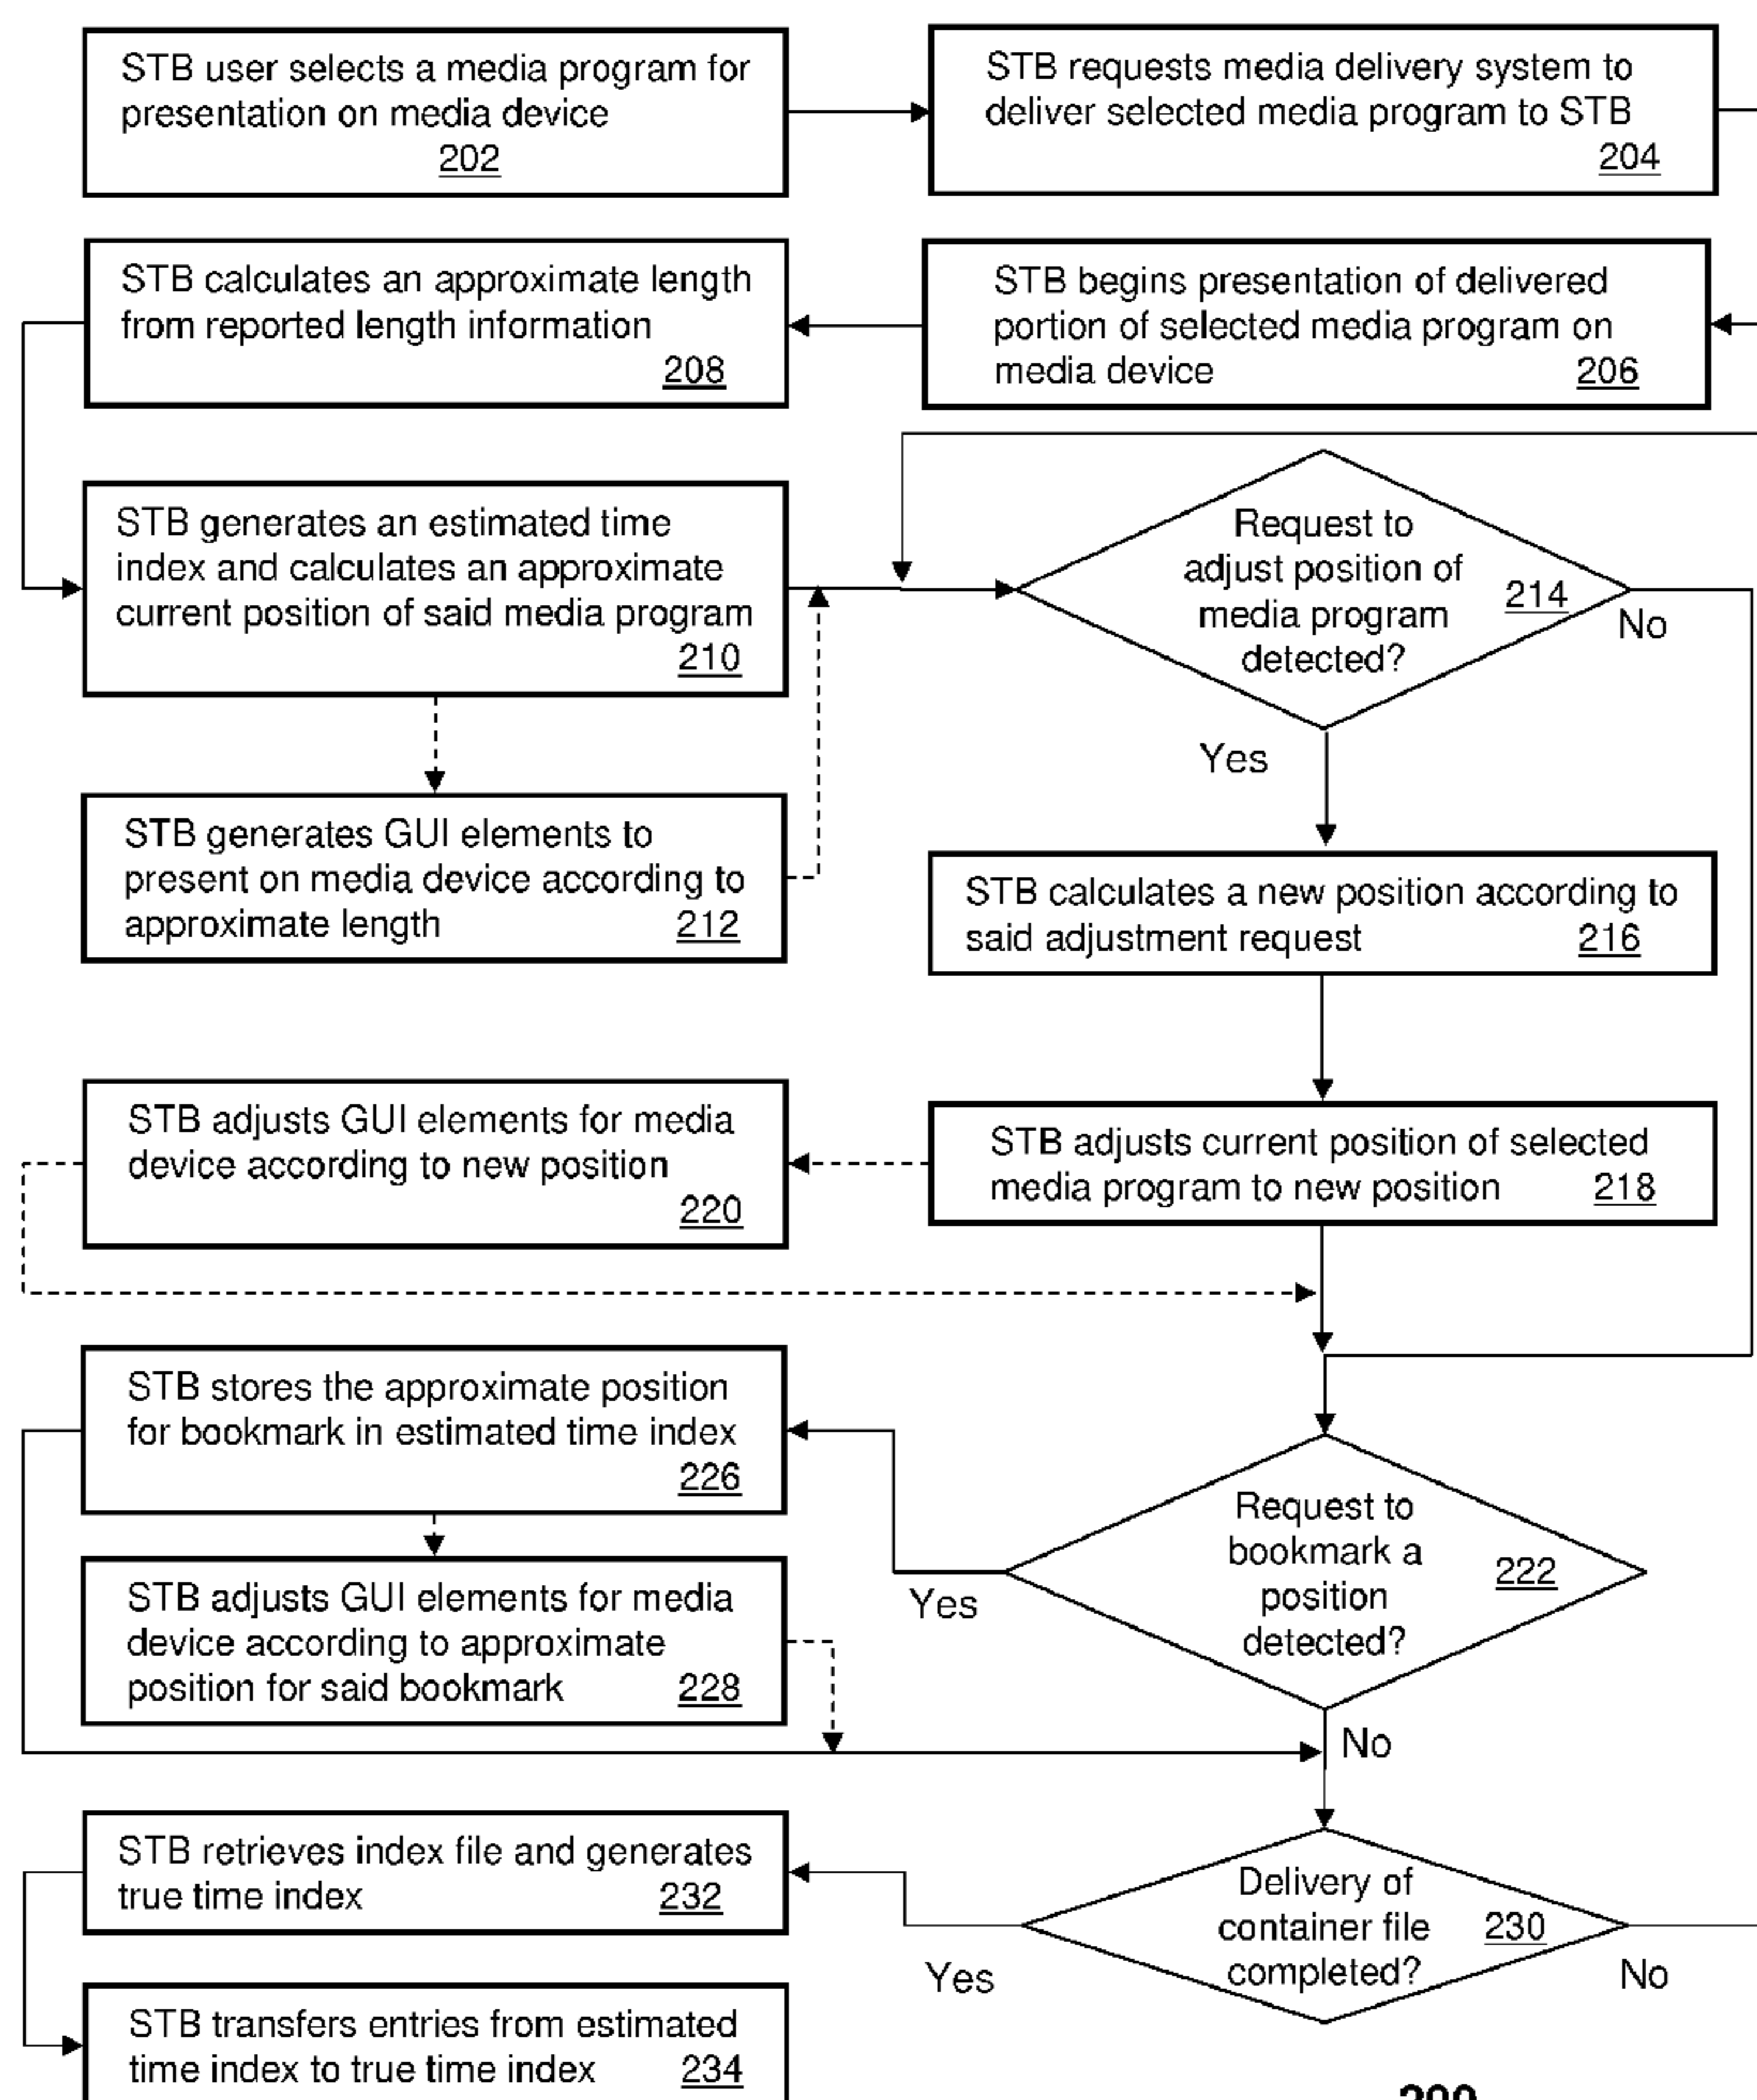 STB user selects a media program for
presentation on media device
202
STB requests media delivery system to
deliver selected media program to STB
204
STB calculates an approximate length
from reported length information
208
STB begins presentation of delivered
portion of selected media program on
media device 206
STB generates an estimated time
index and calculates an approximate
current position of said media program
210
Request to
adjust position of
media program
detected?
214
No
Yes
STB generates GUI elements to
present on media device according to
approximate length 212
STB calculates a new position according to
said adjustment request 216
STB adjusts GUI elements for media
device according to new position
220
STB adjusts current position of selected
media program to new position 218
STB stores the approximate position
for bookmark in estimated time index
226
Request to
bookmark a
position
detected?
222
Yes
No
STB adjusts GUI elements for media
device according to approximate
position for said bookmark 228
STB retrieves index file and generates
true time index 232
Delivery of
container file
completed?
230
Yes
No
STB transfers entries from estimated
time index to true time index 234